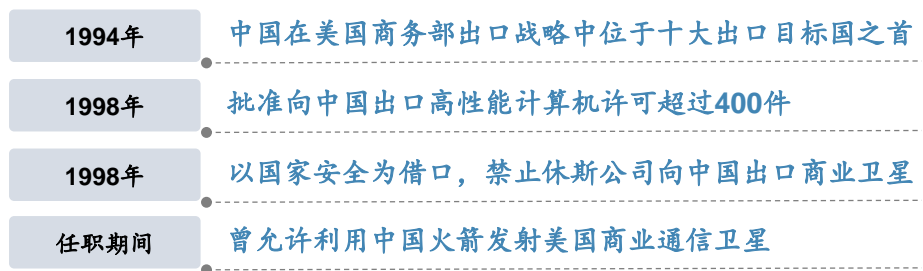 1994年 中国在美国商务部出口战略中位于十大出口目标国之首
1998年 批准向中国出口高性能计算机许可超过400件
1998年 以国家安全为借口，禁止休斯公司向中国出口商业卫星
任职期间 曾允许利用中国火箭发射美国商业通信卫星